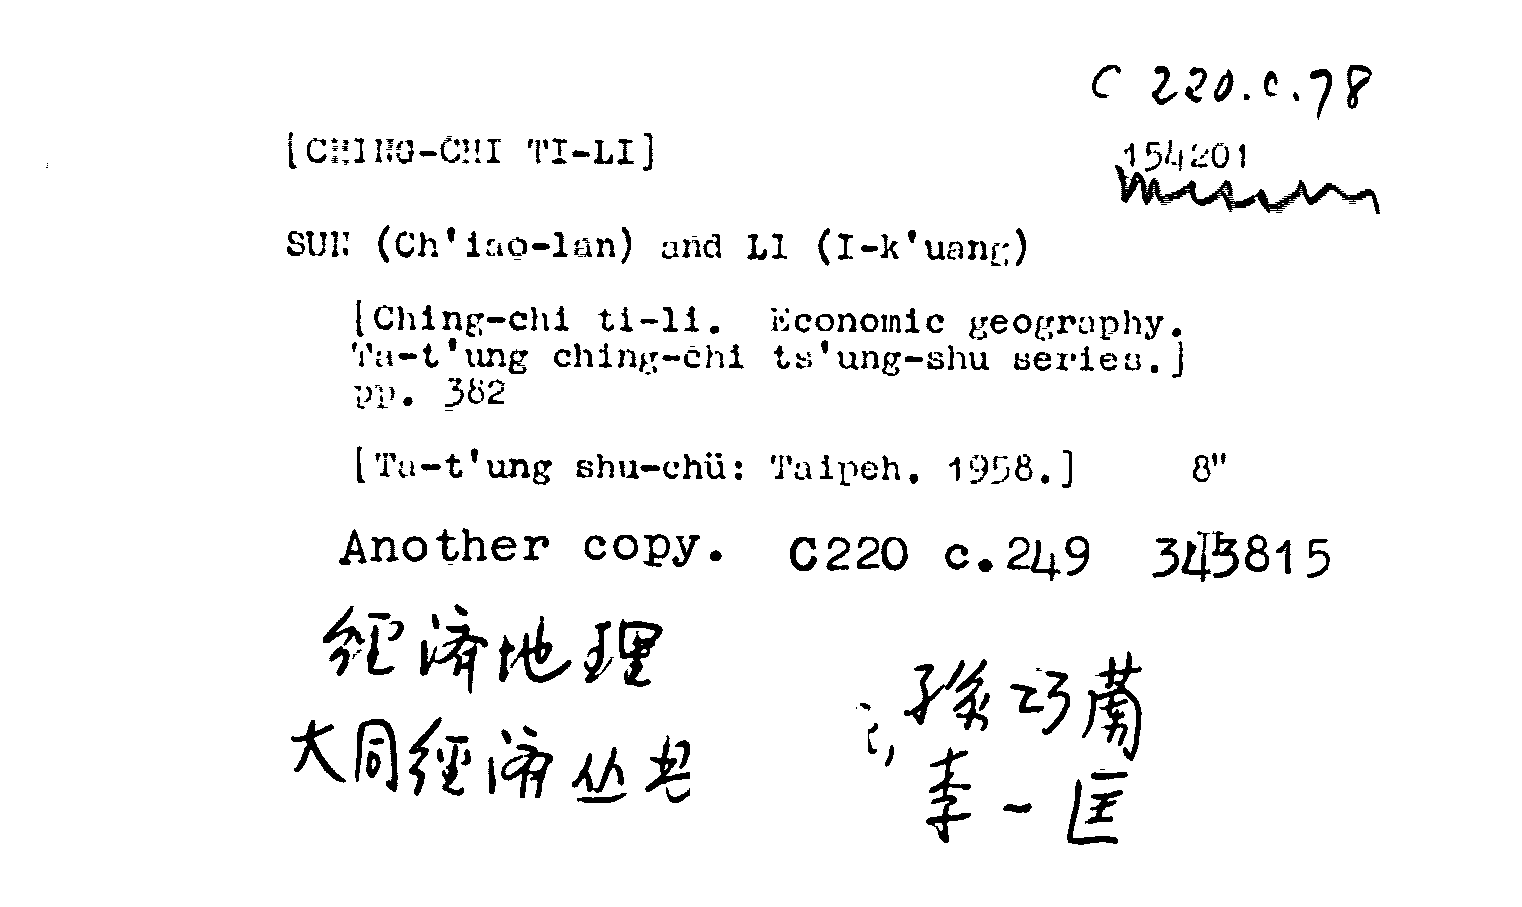 C 220.c.78
[CHING-CHI TI-LI] 154201
SUN (Ch'iao-lan) and LI (I-k'uang)
[Ching-chi ti-li. Economic geography.
Ta-t'ung ching-chi ts'ung-shu series.]
pp. 382
[Ta-t'ung shu-chü: Taipeh. 1958.] 8"
Another copy. C220 c.249 343815
經済地理
孫巧蘭
大同經済丛书
李一匡